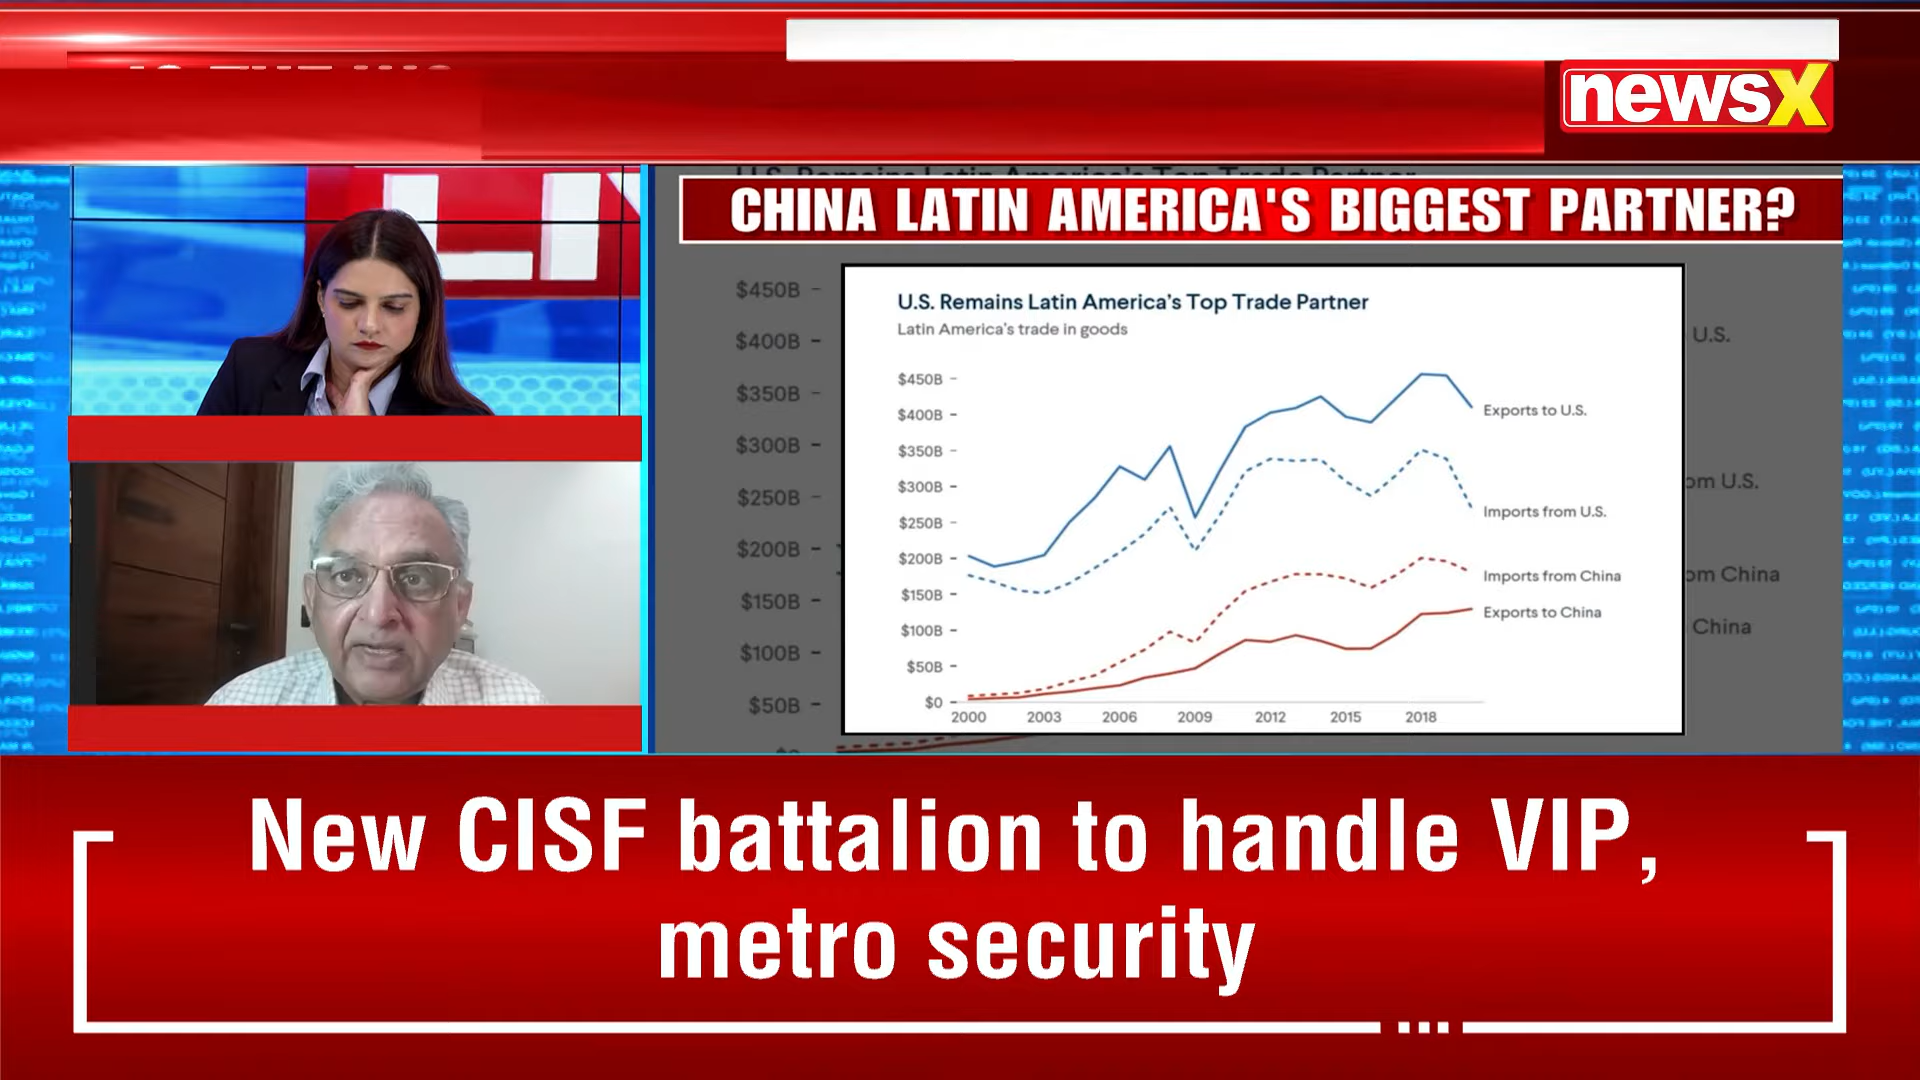 newsX
CHINA LATIN AMERICA'S BIGGEST PARTNER?
U.S. Remains Latin America's Top Trade Partner
Latin America's trade in goods
$450B
$400B
$350B
$300B
$250B
$200B
$150B
$100B
$50B
$0
2000 2003 2006 2009 2012 2015 2018
Exports to U.S.
Imports from U.S.
Imports from China
Exports to China
$450B
$400B
$350B
$300B
$250B
$200B
$150B
$100B
$50B
U.S.
om U.S.
om China
China
New CISF battalion to handle VIP,
metro security